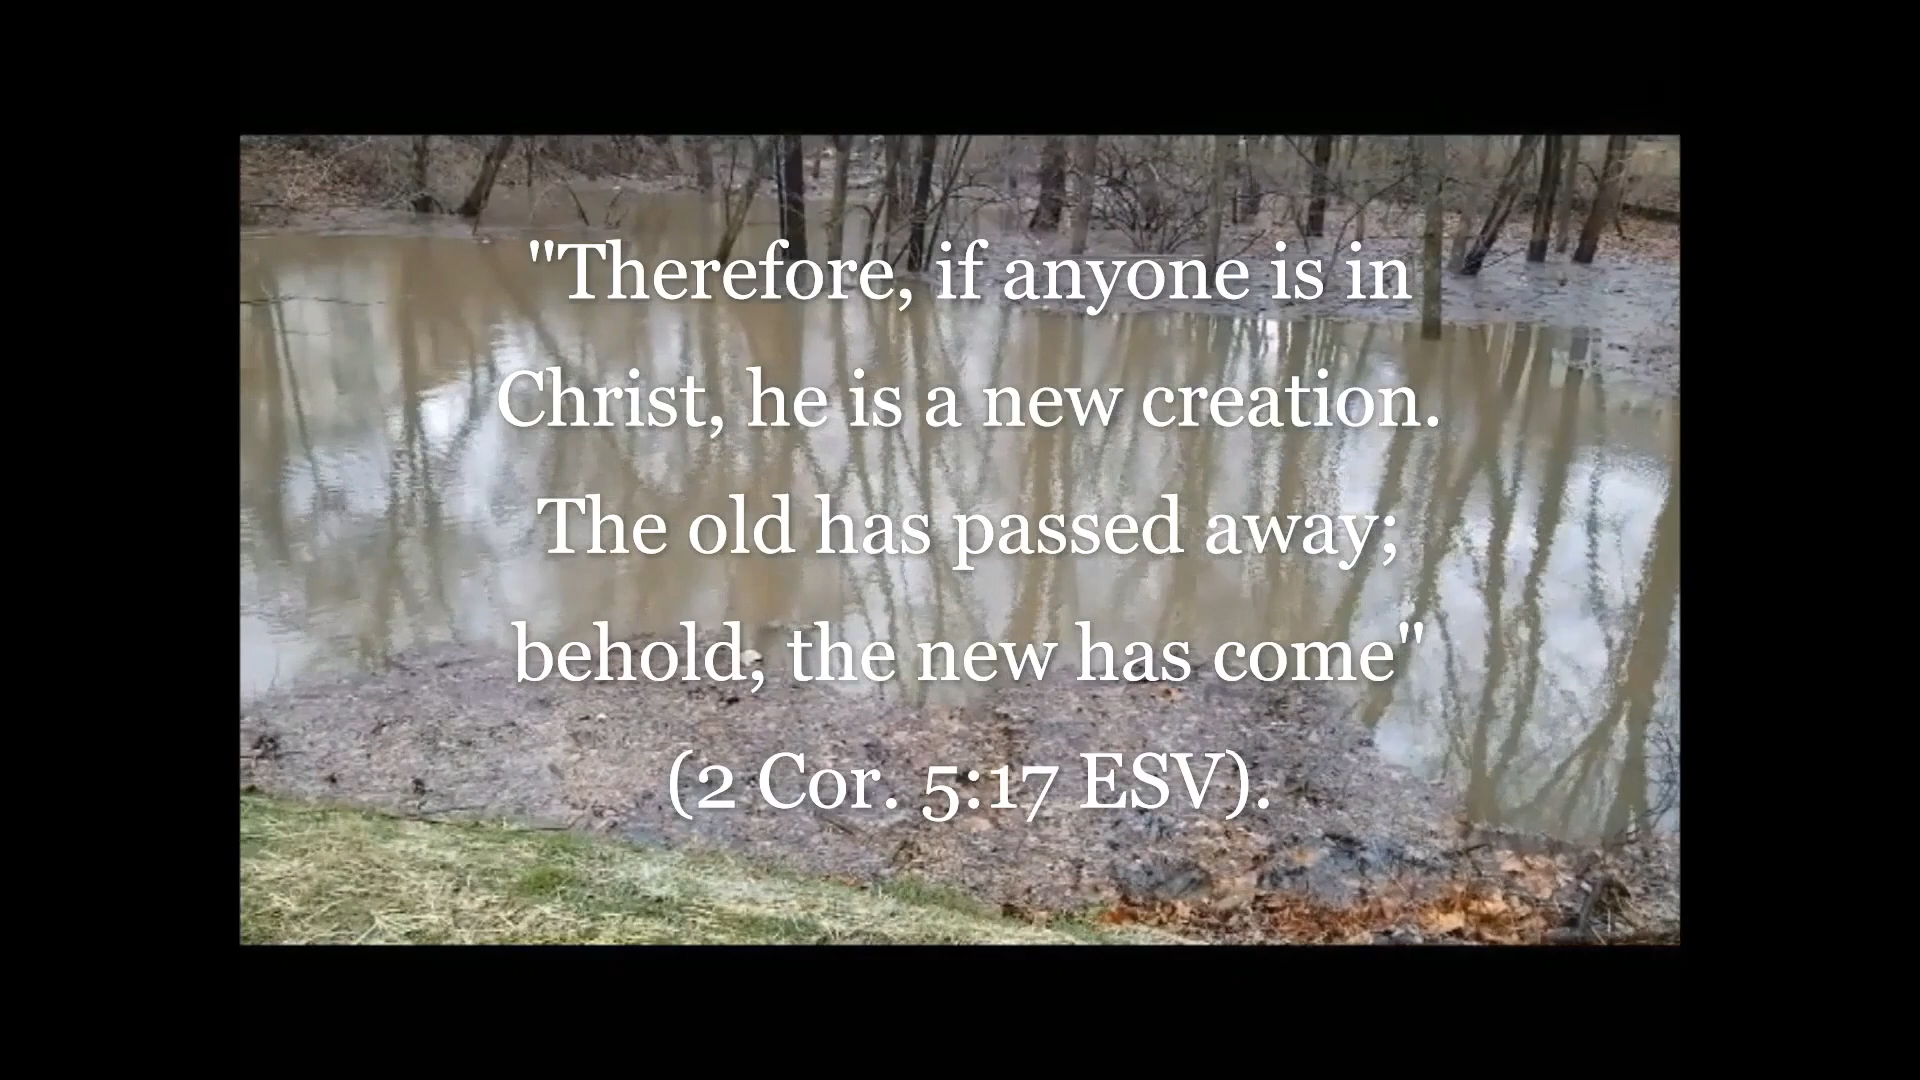 "Therefore, if anyone is in
Christ, he is a new creation.
The old has passed away;
behold, the new has come"
(2 Cor. 5:17 ESV).